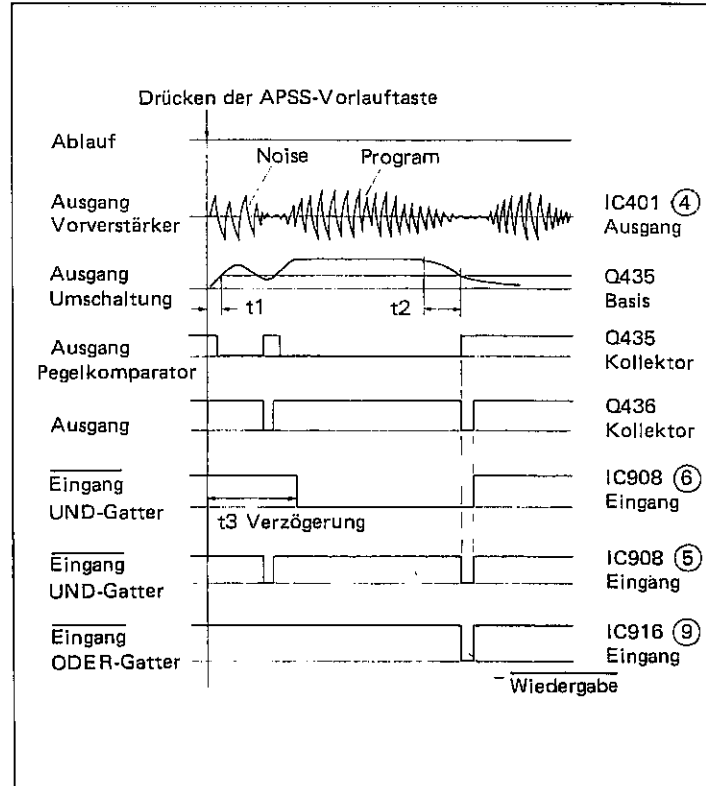 Drücken der APSS-Vorlauftaste
Ablauf
Noise
Program
Ausgang
Vorverstärker
IC401 ④
Ausgang
Ausgang
Umschaltung
t1
t2
Q435
Basis
Ausgang
Pegelkomparator
Q435
Kollektor
Ausgang
Q436
Kollektor
Eingang
UND-Gatter
t3 Verzögerung
IC908 ⑥
Eingang
Eingang
UND-Gatter
IC908 ⑤
Eingang
Eingang
ODER-Gatter
IC916 ⑨
Eingang
Wiedergabe